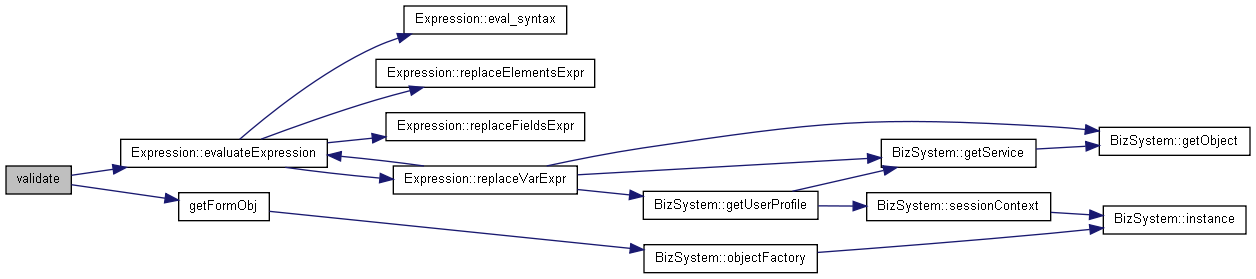 Expression::eval_syntax
Expression::replaceElementsExpr
Expression::replaceFieldsExpr
BizSystem::getObject
Expression::evaluateExpression
BizSystem::getService
validate
Expression::replaceVarExpr
getFormObj
BizSystem::getUserProfile
BizSystem::sessionContext
BizSystem::instance
BizSystem::objectFactory